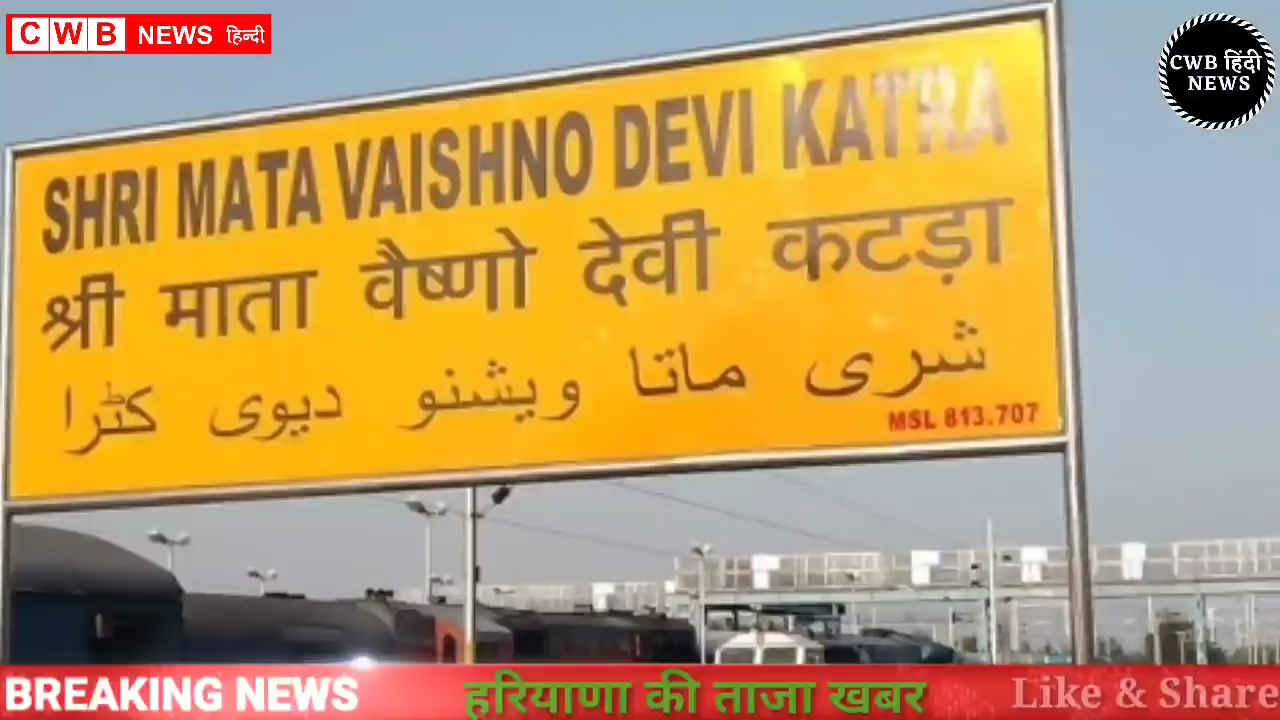 CWB NEWS हिन्दी
CWB हिंदी
NEWS
SHRI MATA VAISHNO DEVI KATRA
श्री माता वैष्णो देवी कटड़ा
شری ماتا ویشنو دیوی کٹرا
MSL 813.707
BREAKING NEWS हरियाणा की ताजा खबर Like & Share